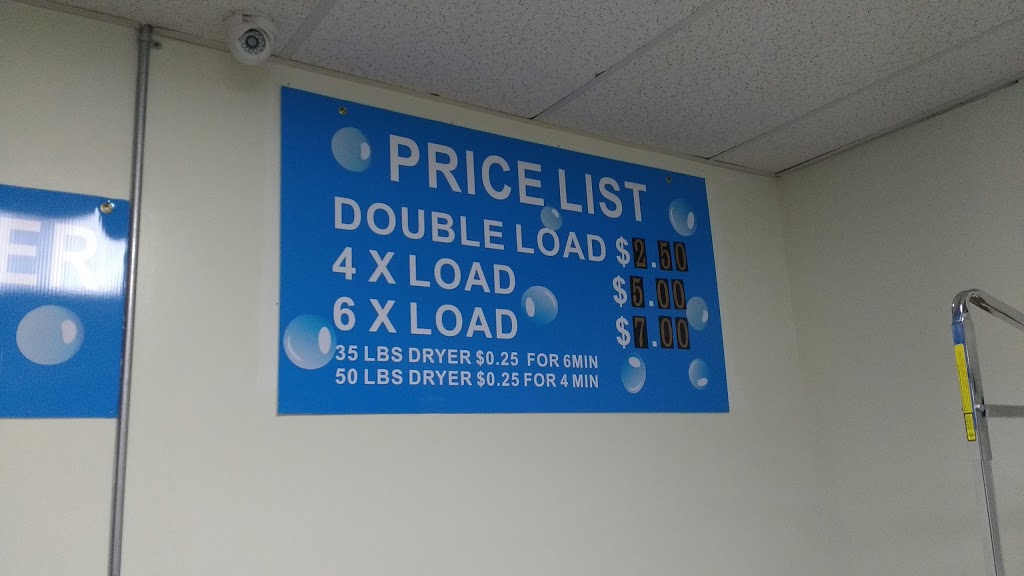 PRICE LIST
DOUBLE LOAD $2.50
4 X LOAD $5.00
6 X LOAD $7.00
35 LBS DRYER $0.25 FOR 6MIN
50 LBS DRYER $0.25 FOR 4 MIN
ER